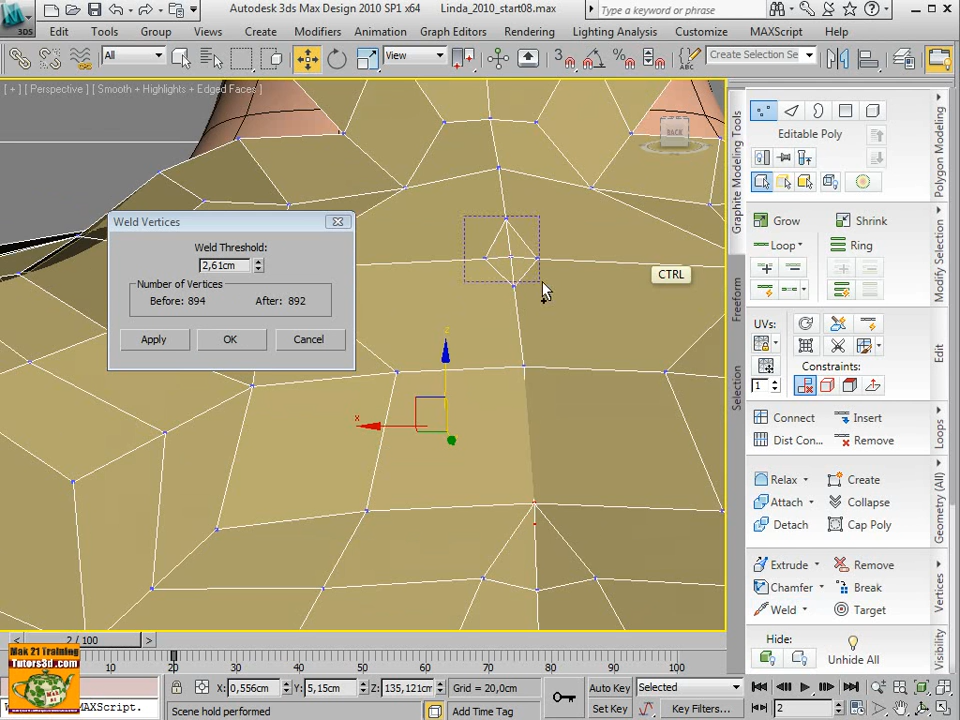 Autodesk 3ds Max Design 2010 SP1 x64 Linda_2010_start08.max
Type a keyword or phrase
3DS
Edit Tools Group Views Create Modifiers Animation Graph Editors Rendering Lighting Analysis Customize MAXScript Help
All View Create Selection Se
[ + ] [ Perspective ] [ Smooth + Highlights + Edged Faces ]
BACK
Weld Vertices
Weld Threshold:
2,61cm
Number of Vertices
Before: 894 After: 892
Apply OK Cancel
CTRL
z
x
Graphite Modeling Tools
Freeform
Selection
Editable Poly
Polygon Modeling
Grow Shrink
Loop Ring
Modify Selection
UVs:
Constraints:
1
Edit
Connect Insert
Dist Con... Remove
Loops
Relax Create
Attach Collapse
Detach Cap Poly
Geometry (All)
Extrude Remove
Chamfer Break
Weld Target
Vertices
Hide:
Unhide All
Visibility
2 / 100
10 20 30 40 50 60 70 80 90 100
Mak 21 Training
Tutors3d.com
MAXScript.
X: 0,556cm Y: 5,15cm Z: 135,121cm Grid = 20,0cm
Scene hold performed Add Time Tag
Auto Key Selected
Set Key Key Filters...
2